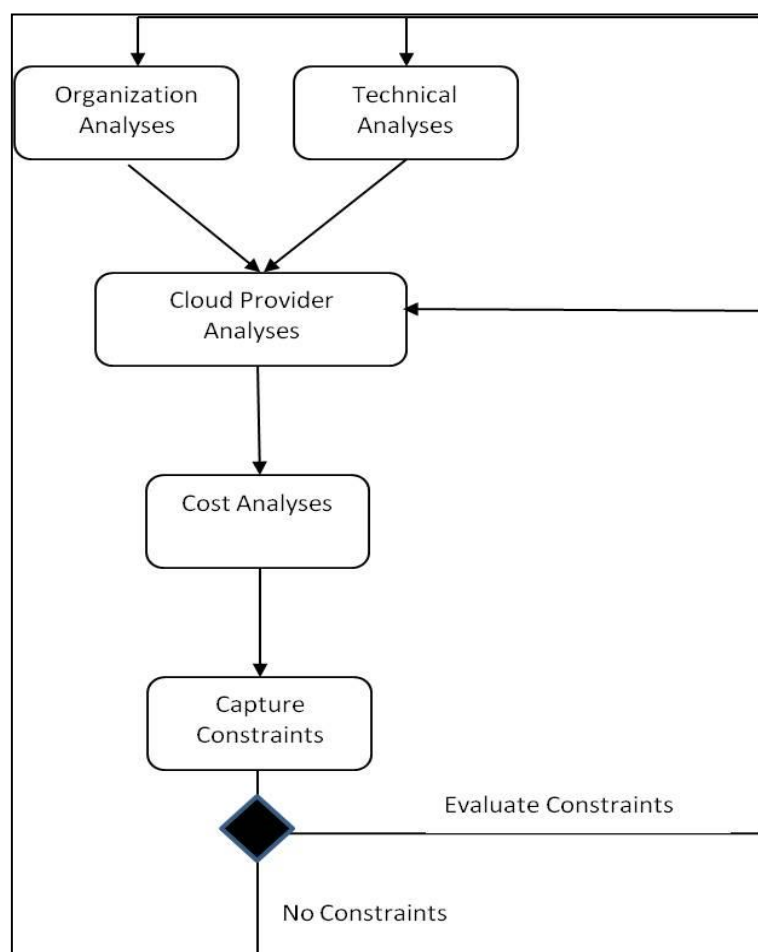 Organization
Analyses
Technical
Analyses
Cloud Provider
Analyses
Cost Analyses
Capture
Constraints
Evaluate Constraints
No Constraints